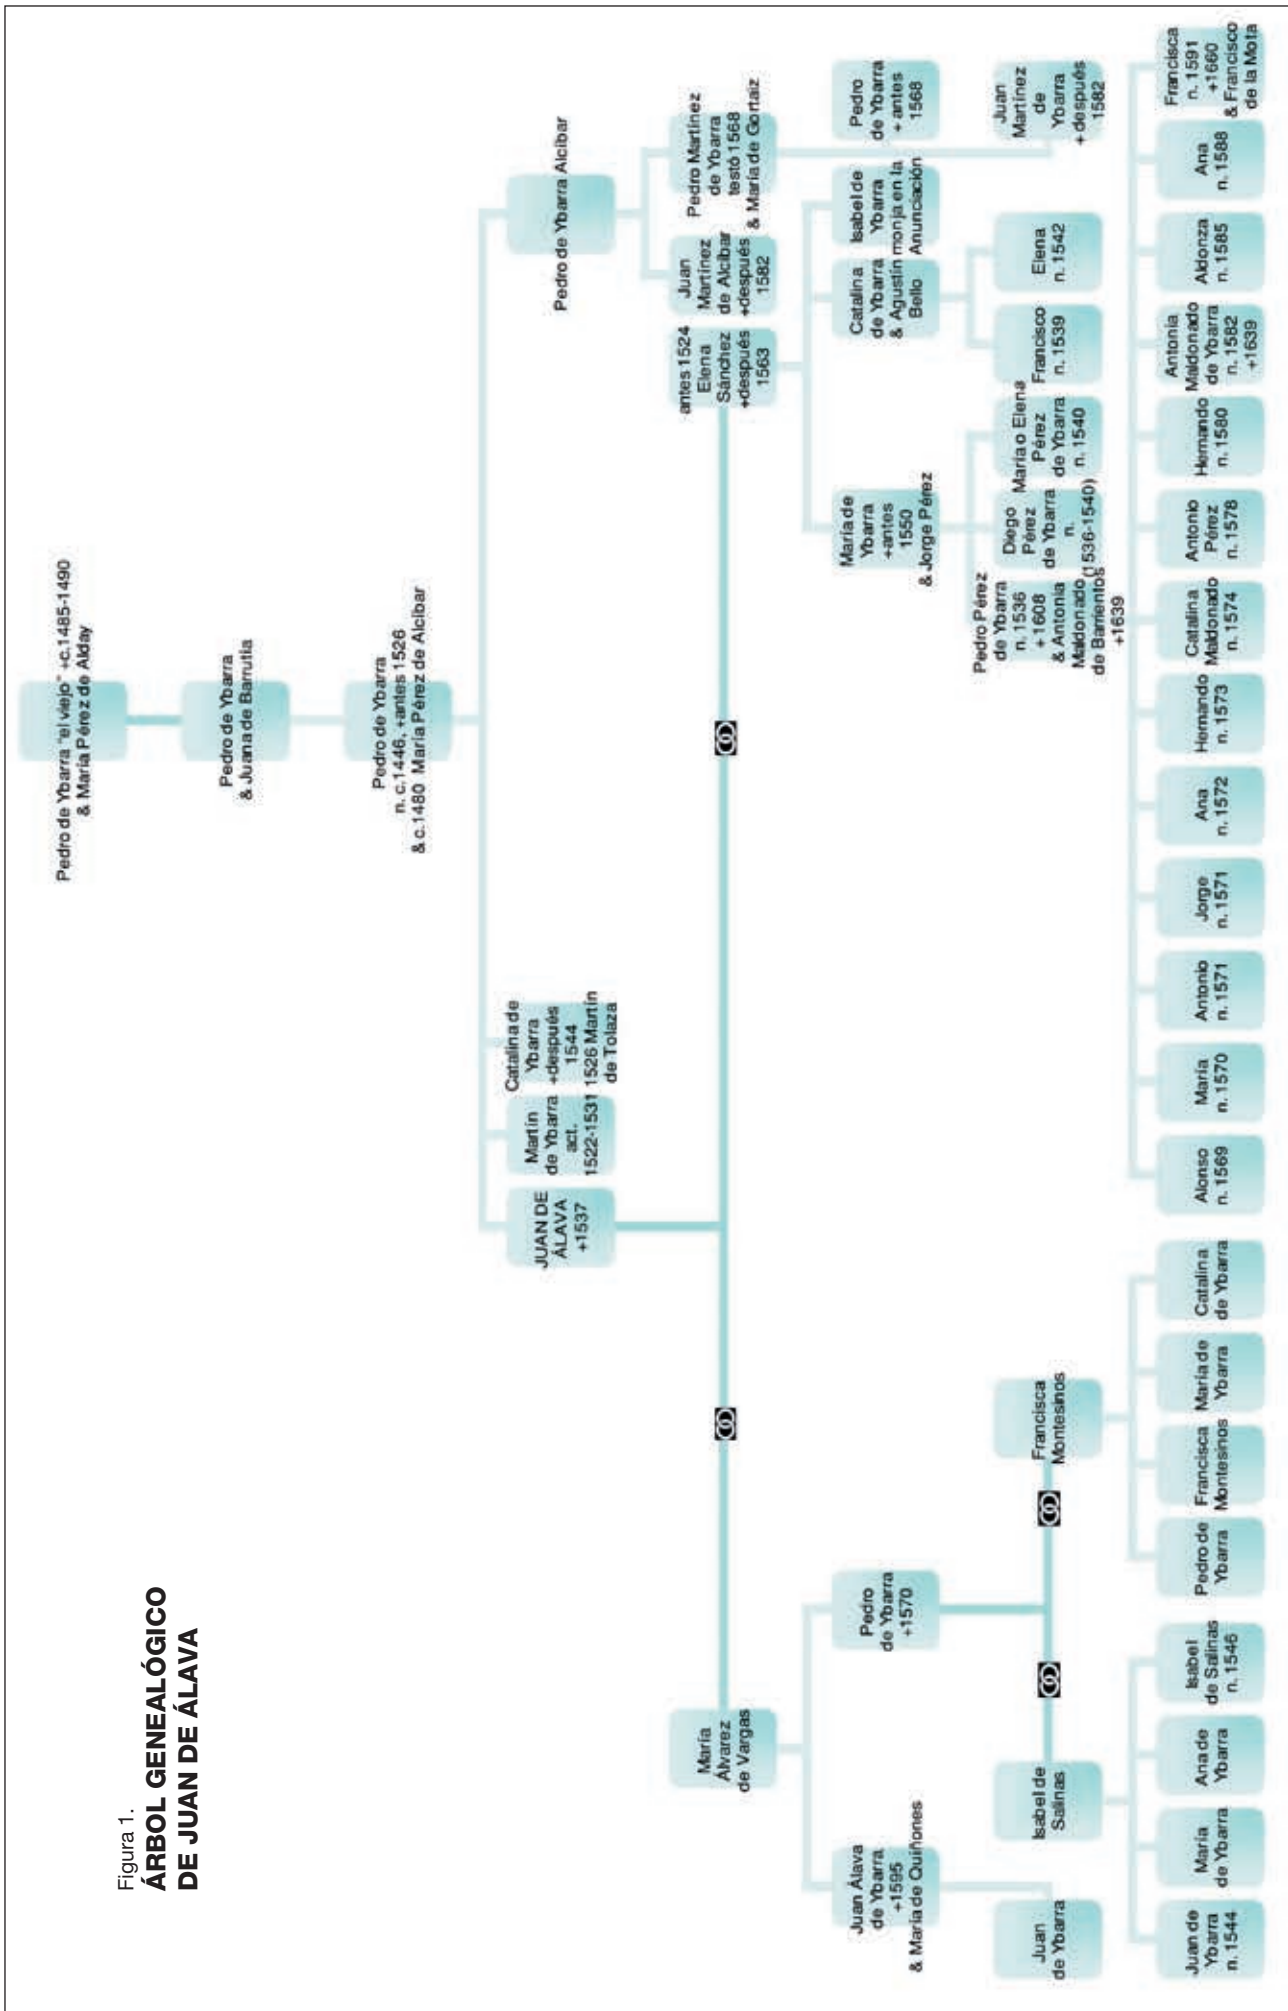 Figura 1.
ÁRBOL GENEALÓGICO
DE JUAN DE ÁLAVA
Pedro de Ybarra "el viejo" +c.1485-1490
& María Pérez de Alday
Pedro de Ybarra
& Juana de Barrutia
Pedro de Ybarra
n. c.1446, +antes 1526
& c.1480 María Pérez de Alcíbar
JUAN DE
ÁLAVA
+1537
Martín
de Ybarra
act.
1522-1531
Catalina de
Ybarra
+después
1544
1526 Martín
de Tolaza
Pedro de Ybarra Alcíbar
María
Álvarez
de Vargas
antes 1524
Elena
Sánchez
+después
1563
Juan
Martínez
de Alcíbar
+después
1582
Pedro Martínez
de Ybarra
testó 1568
& María de Gortaiz
Juan Álava
de Ybarra
+1595
& María de Quiñones
Pedro
de Ybarra
+1570
María de
Ybarra
+antes
1550
& Jorge Pérez
Catalina
de Ybarra
& Agustín
Bello
Isabel de
Ybarra
monja en la
Anunciación
Pedro
de Ybarra
+ antes
1568
Juan
de Ybarra
Isabel de
Salinas
Francisca
Montesinos
Pedro Pérez
de Ybarra
n. 1536
+ 1608
& Antonia
Maldonado
de Barrientos
+1639
Diego
Pérez
de Ybarra
n.
(1536-1540)
María o Elena
Pérez
de Ybarra
n. 1540
Francisco
n. 1539
Elena
n. 1542
Juan
Martínez
de
Ybarra
+ después
1582
Juan de
Ybarra
n. 1544
María
de Ybarra
Ana de
Ybarra
Isabel
de Salinas
n. 1546
Pedro de
Ybarra
Francisca
Montesinos
María de
Ybarra
Catalina
de Ybarra
Alonso
n. 1569
María
n. 1570
Antonio
n. 1571
Jorge
n. 1571
Ana
n. 1572
Hernando
n. 1573
Catalina
Maldonado
n. 1574
Antonio
Pérez
n. 1578
Hernando
n. 1580
Antonia
Maldonado
de Ybarra
n. 1582
+1639
Aldonza
n. 1585
Ana
n. 1588
Francisca
n. 1591
+1660
& Francisco
de la Mota